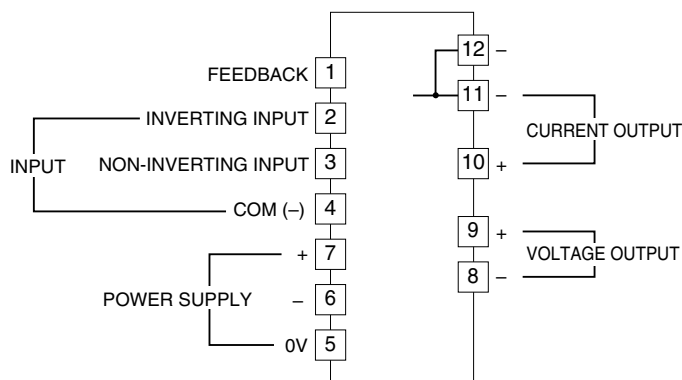 FEEDBACK 1
INVERTING INPUT 2
INPUT
NON-INVERTING INPUT 3
COM (–) 4
+ 7
POWER SUPPLY
– 6
0V 5
12 –
11 –
CURRENT OUTPUT
10 +
9 +
VOLTAGE OUTPUT
8 –